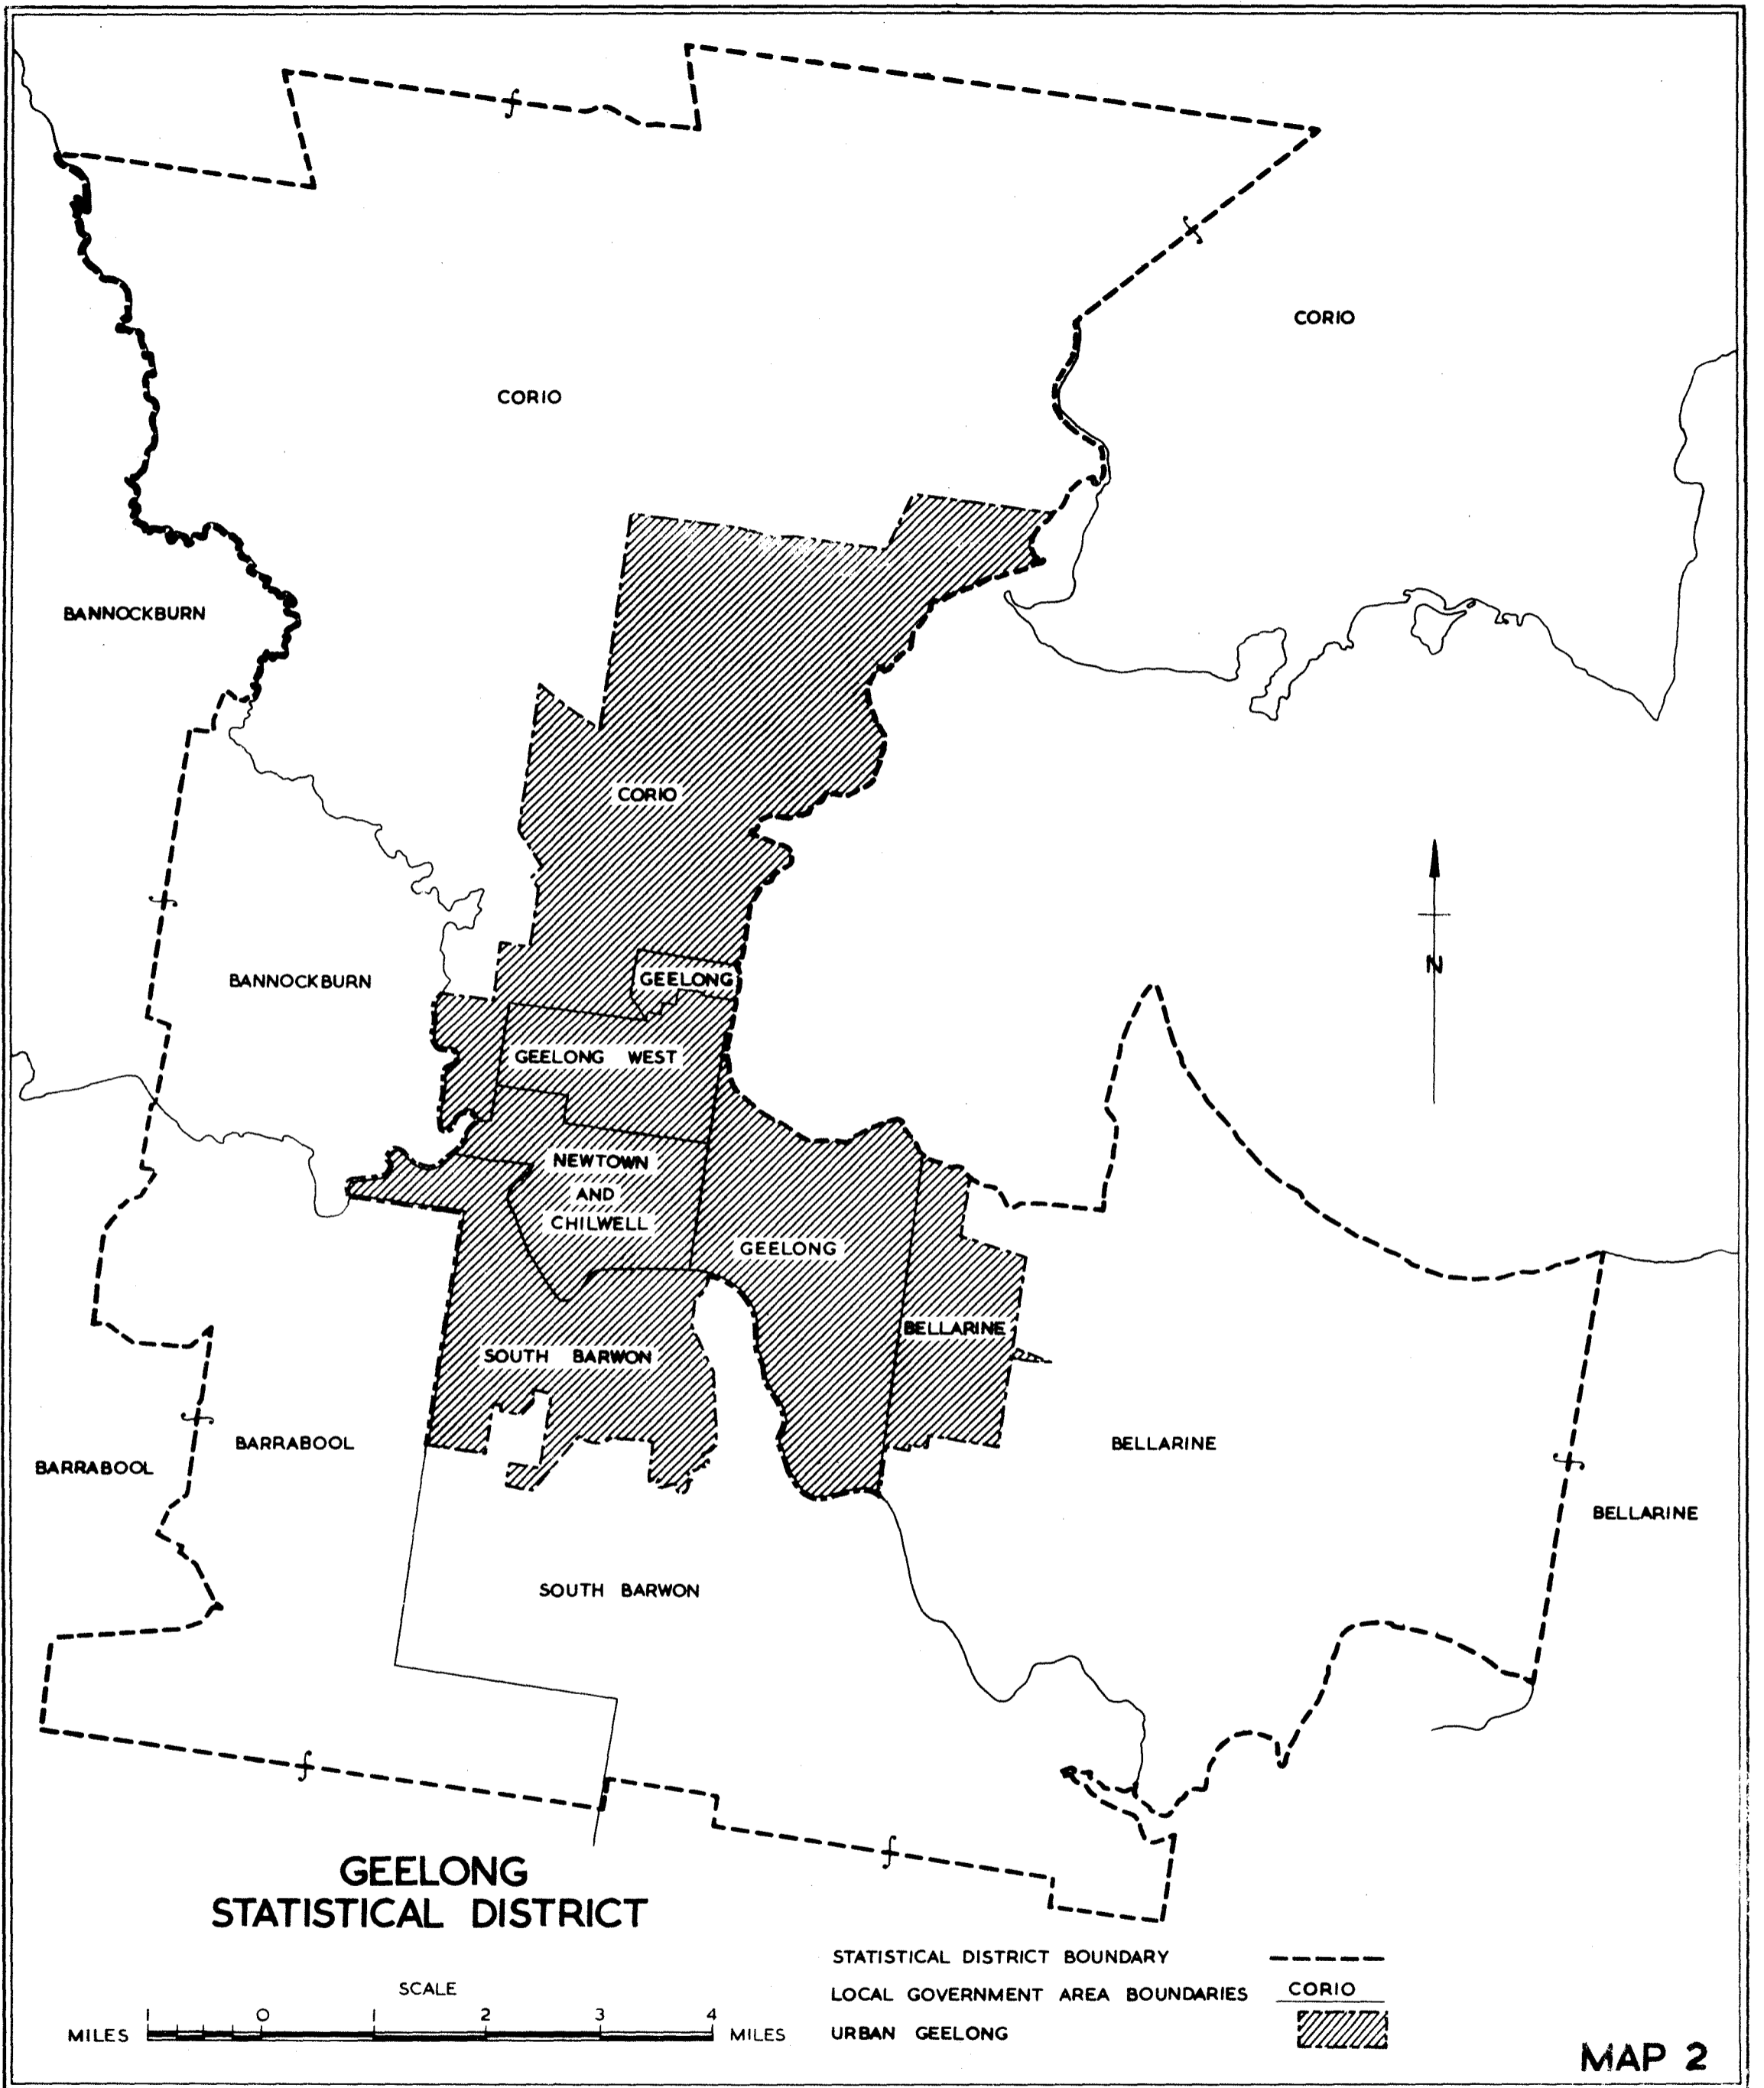 CORIO
CORIO
BANNOCKBURN
CORIO
BANNOCKBURN
GEELONG
N
GEELONG WEST
NEWTOWN
AND
CHILWELL
GEELONG
BELLARINE
SOUTH BARWON
BARRABOOL
BARRABOOL
BELLARINE
BELLARINE
SOUTH BARWON
GEELONG
STATISTICAL DISTRICT
SCALE
1 0 1 2 3 4
MILES MILES
STATISTICAL DISTRICT BOUNDARY
LOCAL GOVERNMENT AREA BOUNDARIES CORIO
URBAN GEELONG
MAP 2